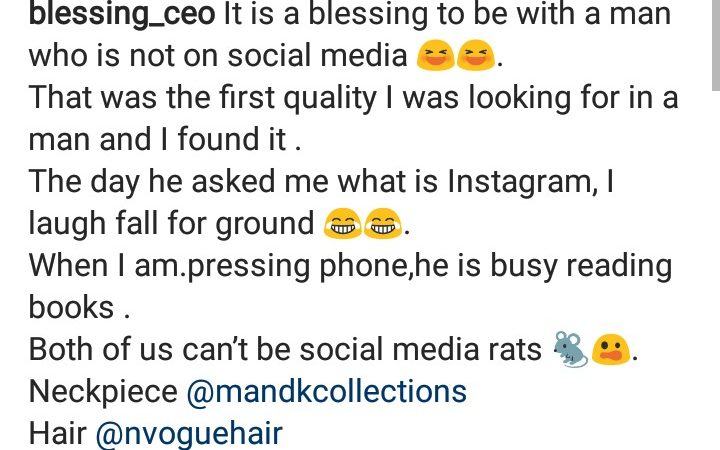 blessing_ceo It is a blessing to be with a man
who is not on social media 😆😆.
That was the first quality I was looking for in a
man and I found it .
The day he asked me what is Instagram, I
laugh fall for ground 😂😂.
When I am.pressing phone,he is busy reading
books .
Both of us can’t be social media rats 🐀😲.
Neckpiece @mandkcollections
Hair @nvoguehair